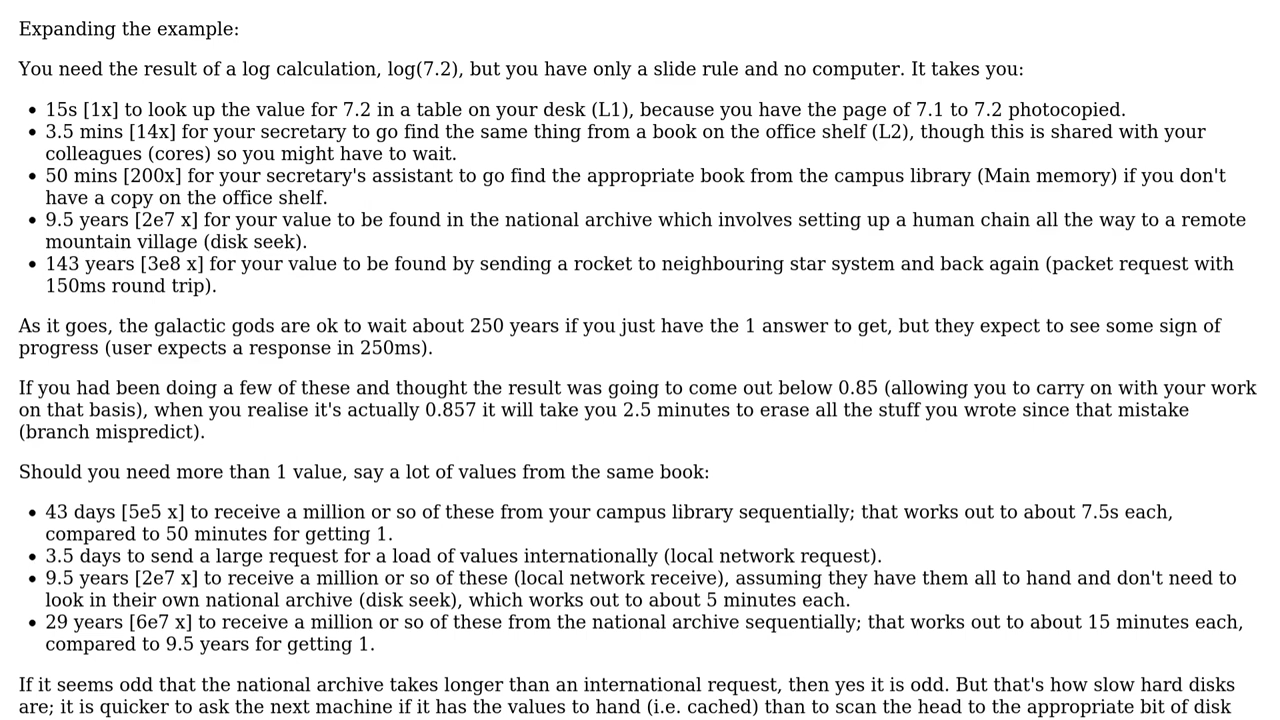 Expanding the example:
You need the result of a log calculation, log(7.2), but you have only a slide rule and no computer. It takes you:
• 15s [1x] to look up the value for 7.2 in a table on your desk (L1), because you have the page of 7.1 to 7.2 photocopied.
• 3.5 mins [14x] for your secretary to go find the same thing from a book on the office shelf (L2), though this is shared with your
colleagues (cores) so you might have to wait.
• 50 mins [200x] for your secretary's assistant to go find the appropriate book from the campus library (Main memory) if you don't
have a copy on the office shelf.
• 9.5 years [2e7 x] for your value to be found in the national archive which involves setting up a human chain all the way to a remote
mountain village (disk seek).
• 143 years [3e8 x] for your value to be found by sending a rocket to neighbouring star system and back again (packet request with
150ms round trip).
As it goes, the galactic gods are ok to wait about 250 years if you just have the 1 answer to get, but they expect to see some sign of
progress (user expects a response in 250ms).
If you had been doing a few of these and thought the result was going to come out below 0.85 (allowing you to carry on with your work
on that basis), when you realise it's actually 0.857 it will take you 2.5 minutes to erase all the stuff you wrote since that mistake
(branch mispredict).
Should you need more than 1 value, say a lot of values from the same book:
• 43 days [5e5 x] to receive a million or so of these from your campus library sequentially; that works out to about 7.5s each,
compared to 50 minutes for getting 1.
• 3.5 days to send a large request for a load of values internationally (local network request).
• 9.5 years [2e7 x] to receive a million or so of these (local network receive), assuming they have them all to hand and don't need to
look in their own national archive (disk seek), which works out to about 5 minutes each.
• 29 years [6e7 x] to receive a million or so of these from the national archive sequentially; that works out to about 15 minutes each,
compared to 9.5 years for getting 1.
If it seems odd that the national archive takes longer than an international request, then yes it is odd. But that's how slow hard disks
are; it is quicker to ask the next machine if it has the values to hand (i.e. cached) than to scan the head to the appropriate bit of disk